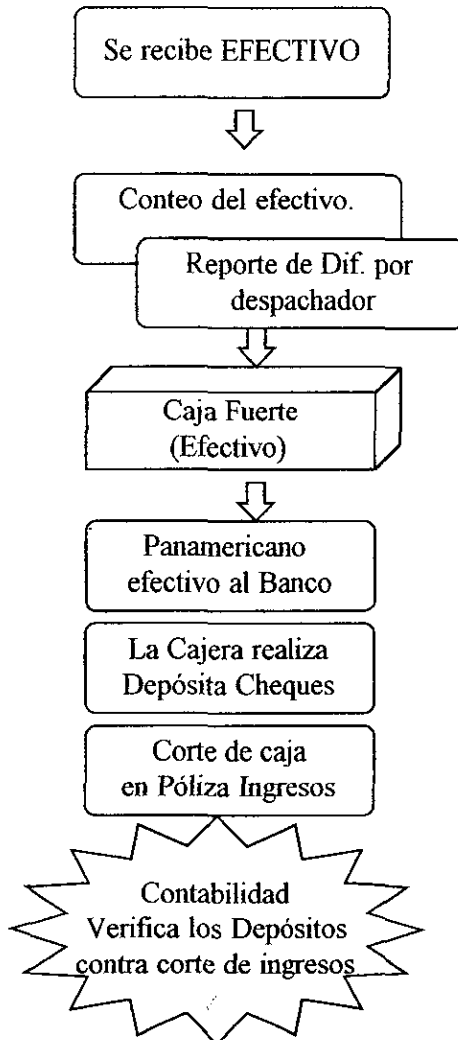 Se recibe EFECTIVO
Conteo del efectivo.
Reporte de Dif. por
despachador
Caja Fuerte
(Efectivo)
Panamericano
efectivo al Banco
La Cajera realiza
Depósita Cheques
Corte de caja
en Póliza Ingresos
Contabilidad
Verifica los Depósitos
contra corte de ingresos